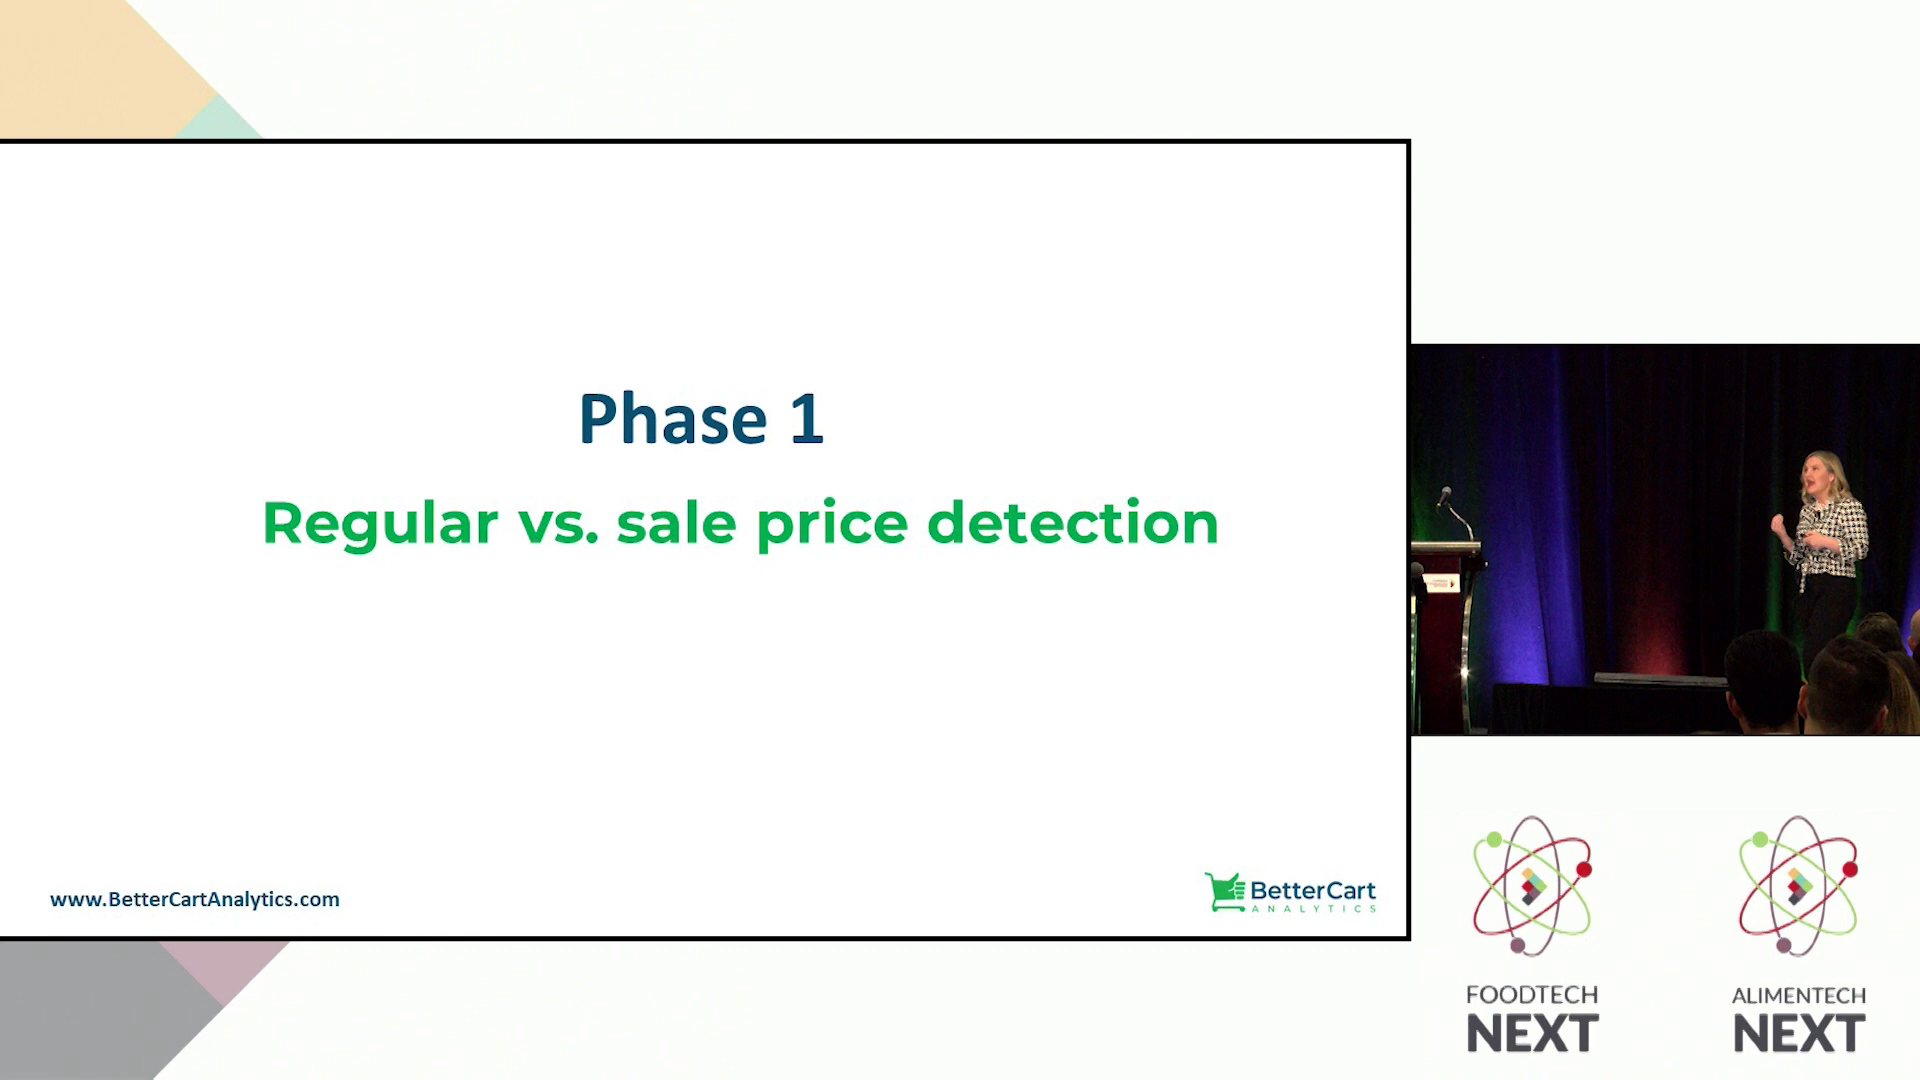 Phase 1
Regular vs. sale price detection
www.BetterCartAnalytics.com
BetterCart
ANALYTICS
FOODTECH
NEXT
ALIMENTECH
NEXT